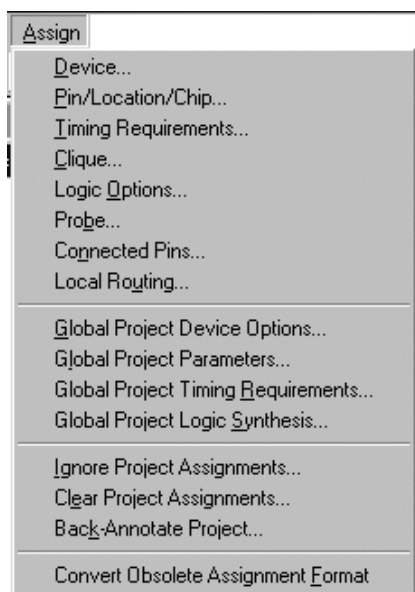 Assign
Device...
Pin/Location/Chip...
Timing Requirements...
Clique...
Logic Options...
Probe...
Connected Pins...
Local Routing...
Global Project Device Options...
Global Project Parameters...
Global Project Timing Requirements...
Global Project Logic Synthesis...
Ignore Project Assignments...
Clear Project Assignments...
Back-Annotate Project...
Convert Obsolete Assignment Format